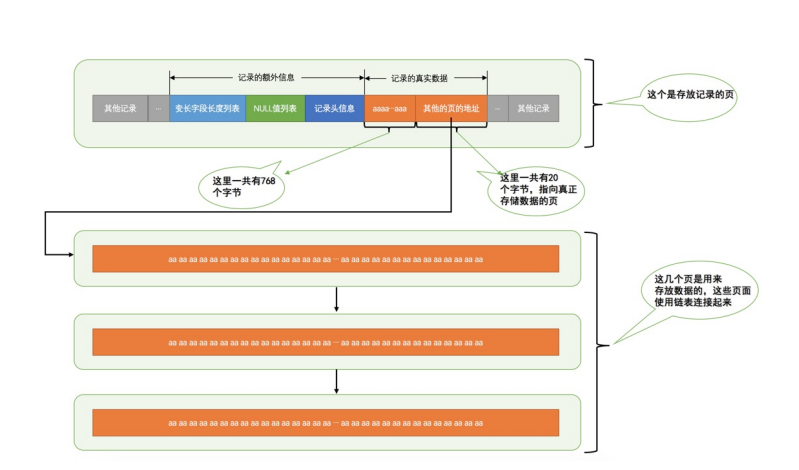 记录的额外信息
记录的真实数据
其他记录
...
变长字段长度列表
NULL值列表
记录头信息
aaaa...aaa
其他的页的地址
...
其他记录
这个是存放记录的页
这里一共有768
个字节
这里一共有20
个字节，指向真正
存储数据的页
aa aa aa aa aa aa aa aa aa aa aa aa aa aa aa aa ... aa aa aa aa aa aa aa aa aa aa aa aa aa aa
这几个页是用来
存放数据的，这些页面
使用链表连接起来
aa aa aa aa aa aa aa aa aa aa aa aa aa aa aa aa ... aa aa aa aa aa aa aa aa aa aa aa aa aa aa
aa aa aa aa aa aa aa aa aa aa aa aa aa aa aa aa ... aa aa aa aa aa aa aa aa aa aa aa aa aa aa